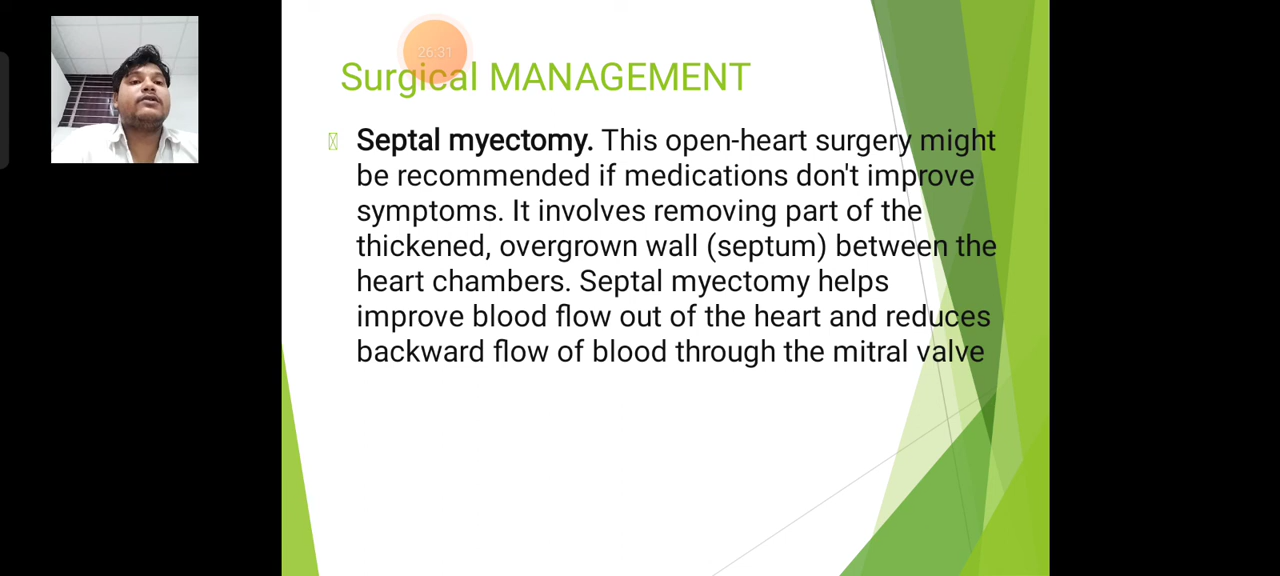 26:31
Surgical MANAGEMENT
Septal myectomy. This open-heart surgery might
be recommended if medications don't improve
symptoms. It involves removing part of the
thickened, overgrown wall (septum) between the
heart chambers. Septal myectomy helps
improve blood flow out of the heart and reduces
backward flow of blood through the mitral valve